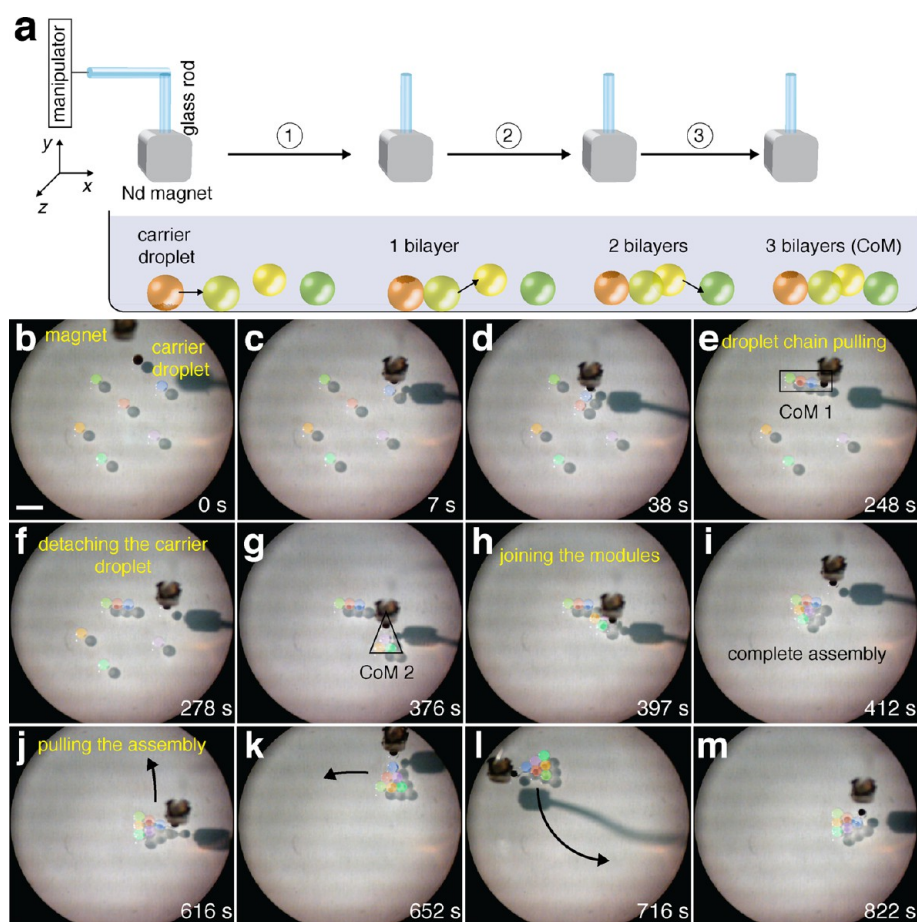 a
manipulator
glass rod
y
x
z
Nd magnet
1
2
3
carrier
droplet
1 bilayer
2 bilayers
3 bilayers (CoM)
b
magnet
carrier
droplet
0 s
c
7 s
d
38 s
e
droplet chain pulling
CoM 1
248 s
f
detaching the carrier
droplet
278 s
g
CoM 2
376 s
h
joining the modules
397 s
i
complete assembly
412 s
j
pulling the assembly
616 s
k
652 s
l
716 s
m
822 s